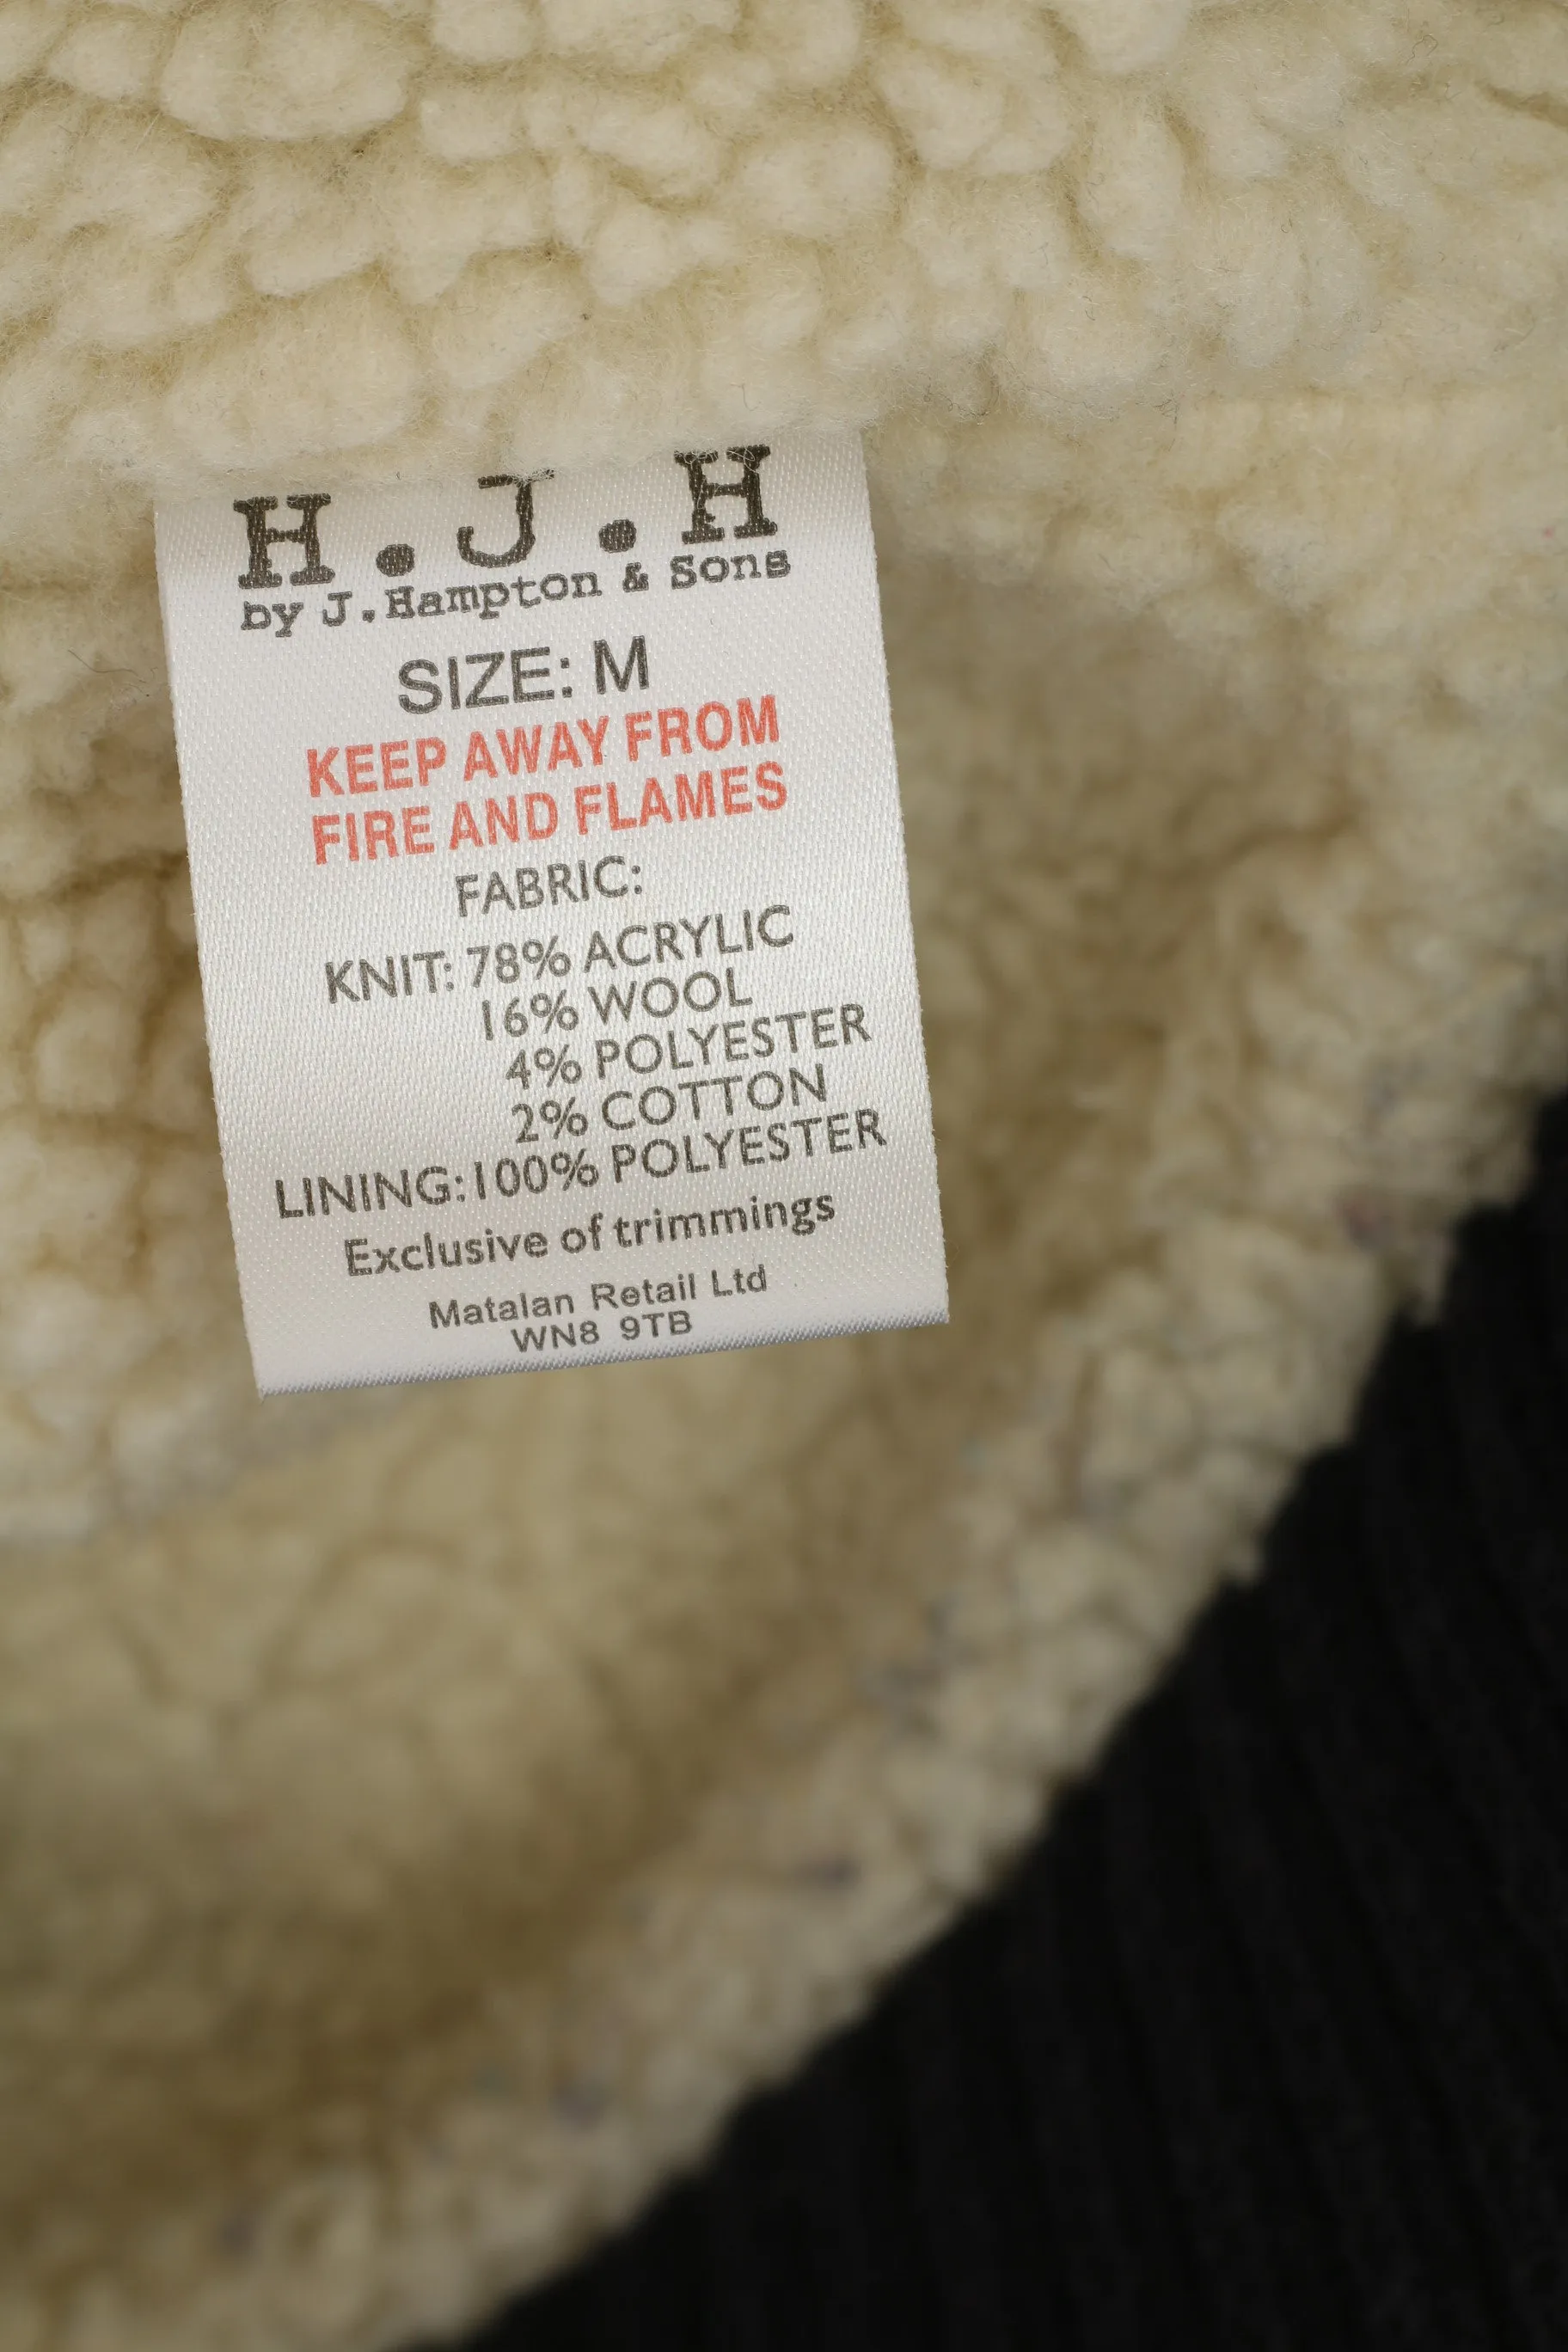 H.J.H
by J.Hampton & Sons
SIZE: M
KEEP AWAY FROM
FIRE AND FLAMES
FABRIC:
KNIT: 78% ACRYLIC
16% WOOL
4% POLYESTER
2% COTTON
LINING:100% POLYESTER
Exclusive of trimmings
Matalan Retail Ltd
WN8 9TB